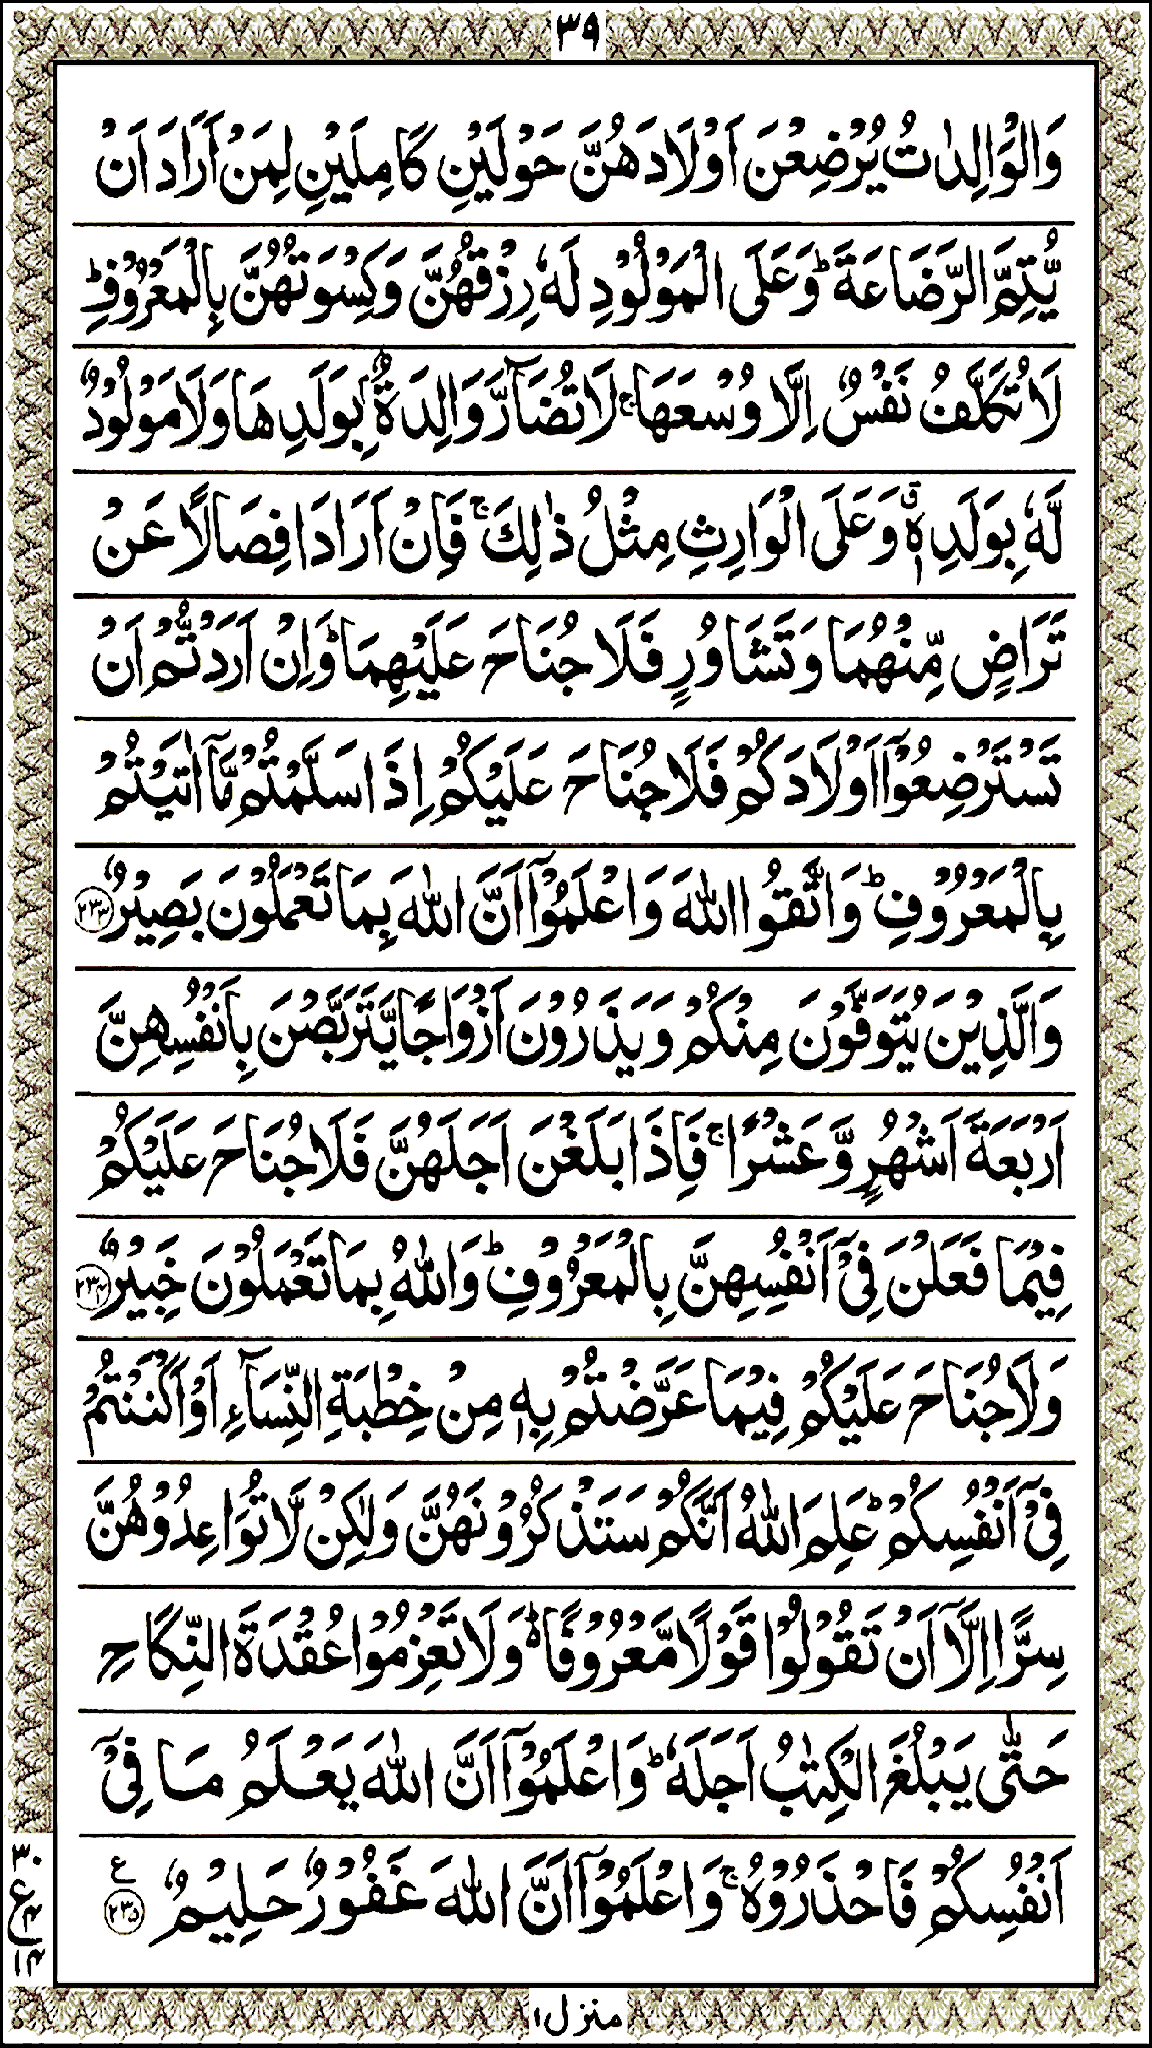 ٣٩
وَالْوَالِدٰتُ يُرْضِعْنَ اَوْلَادَهُنَّ حَوْلَيْنِ كَامِلَيْنِ لِمَنْ اَرَادَ اَنْ
يُّتِمَّ الرَّضَاعَةَ ؕ وَعَلَى الْمَوْلُوْدِ لَهٗ رِزْقُهُنَّ وَكِسْوَتُهُنَّ بِالْمَعْرُوْفِ ؕ
لَا تُكَلَّفُ نَفْسٌ اِلَّا وُسْعَهَا ۚ لَا تُضَآرَّ وَالِدَةٌۢ بِوَلَدِهَا وَلَا مَوْلُوْدٌ
لَّهٗ بِوَلَدِهٖ ۗ وَعَلَى الْوَارِثِ مِثْلُ ذٰلِكَ ۚ فَاِنْ اَرَادَا فِصَالًا عَنْ
تَرَاضٍ مِّنْهُمَا وَتَشَاوُرٍ فَلَا جُنَاحَ عَلَيْهِمَا ؕ وَاِنْ اَرَدْتُّمْ اَنْ
تَسْتَرْضِعُوْۤا اَوْلَادَكُمْ فَلَا جُنَاحَ عَلَيْكُمْ اِذَا سَلَّمْتُمْ مَّاۤ اٰتَيْتُمْ
بِالْمَعْرُوْفِ ؕ وَاتَّقُوا اللّٰهَ وَاعْلَمُوْۤا اَنَّ اللّٰهَ بِمَا تَعْمَلُوْنَ بَصِيْرٌ ٢٣٣
وَالَّذِيْنَ يُتَوَفَّوْنَ مِنْكُمْ وَيَذَرُوْنَ اَزْوَاجًا يَّتَرَبَّصْنَ بِاَنْفُسِهِنَّ
اَرْبَعَةَ اَشْهُرٍ وَّعَشْرًا ۚ فَاِذَا بَلَغْنَ اَجَلَهُنَّ فَلَا جُنَاحَ عَلَيْكُمْ
فِيْمَا فَعَلْنَ فِيْۤ اَنْفُسِهِنَّ بِالْمَعْرُوْفِ ؕ وَاللّٰهُ بِمَا تَعْمَلُوْنَ خَبِيْرٌ ٢٣٤
وَلَا جُنَاحَ عَلَيْكُمْ فِيْمَا عَرَّضْتُمْ بِهٖ مِنْ خِطْبَةِ النِّسَآءِ اَوْ اَكْنَنْتُمْ
فِيْۤ اَنْفُسِكُمْ ؕ عَلِمَ اللّٰهُ اَنَّكُمْ سَتَذْكُرُوْنَهُنَّ وَلٰكِنْ لَّا تُوَاعِدُوْهُنَّ
سِرًّا اِلَّاۤ اَنْ تَقُوْلُوْا قَوْلًا مَّعْرُوْفًا ؕ وَلَا تَعْزِمُوْا عُقْدَةَ النِّكَاحِ
حَتّٰى يَبْلُغَ الْكِتٰبُ اَجَلَهٗ ؕ وَاعْلَمُوْۤا اَنَّ اللّٰهَ يَعْلَمُ مَا فِيْۤ
اَنْفُسِكُمْ فَاحْذَرُوْهُ ۚ وَاعْلَمُوْۤا اَنَّ اللّٰهَ غَفُوْرٌ حَلِيْمٌ ٢٣٥ ع
٣٠
ع
٤
١٤
منزل١